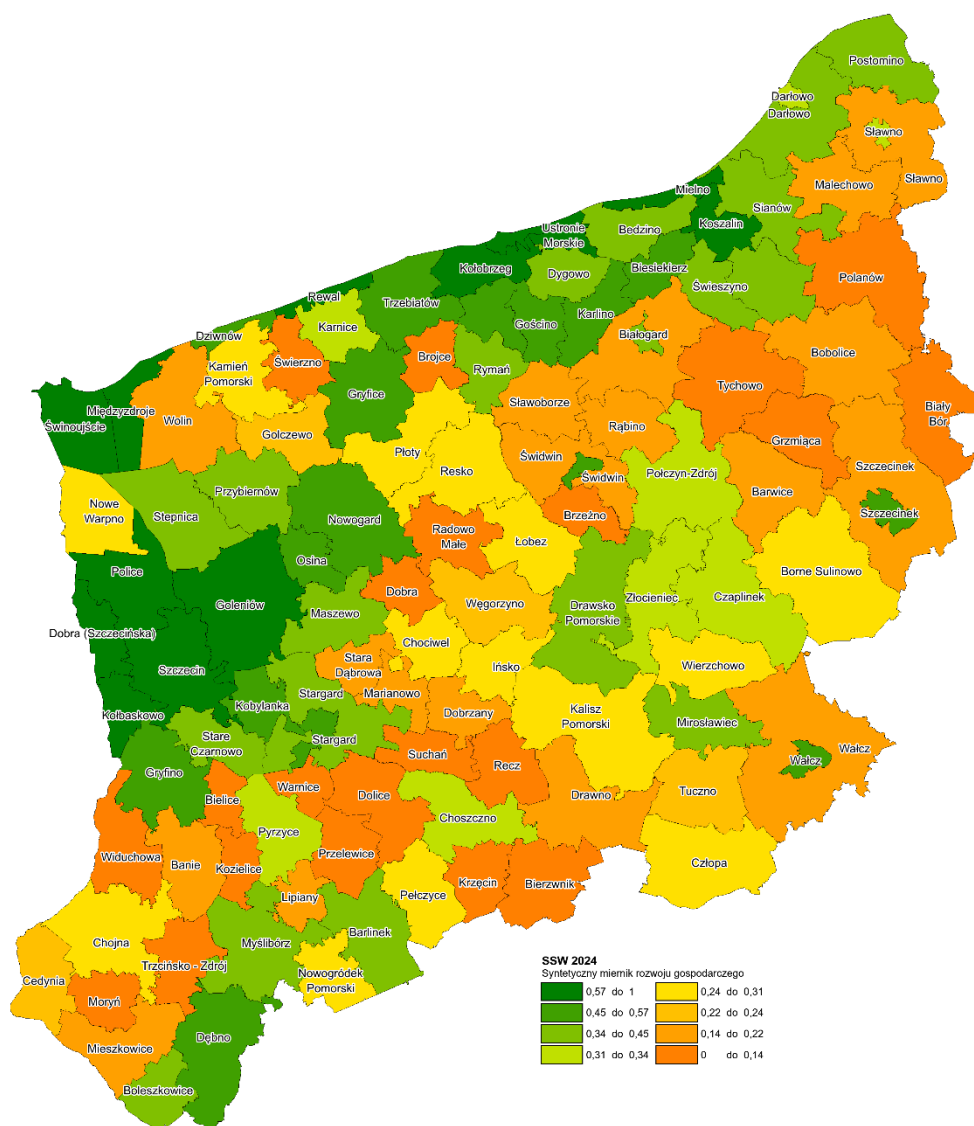 Postomino
Darłowo
Darłowo
Sławno
Sławno
Malechowo
Mielno
Sianów
Koszalin
Ustronie
Morskie
Bedzino
Kołobrzeg
Dygowo
Biesiekierz
Świeszyno
Polanów
Rewal
Trzebiatów
Karnice
Gościno
Karlino
Białogard
Dziwnów
Kamień
Pomorski
Świerzno
Brojce
Rymań
Bobolice
Tychowo
Gryfice
Sławoborze
Biały
Bór
Międzyzdroje
Świnoujście
Wolin
Golczewo
Rąbino
Grzmiąca
Płoty
Resko
Świdwin
Świdwin
Połczyn-Zdrój
Szczecinek
Barwice
Nowe
Warpno
Stepnica
Przybiernów
Nowogard
Radowo
Małe
Brzeżno
Szczecinek
Łobez
Osina
Police
Borne Sulinowo
Goleniów
Dobra
Węgorzyno
Drawsko
Pomorskie
Złocieniec
Czaplinek
Maszewo
Dobra (Szczecińska)
Chociwel
Szczecin
Stara
Dąbrowa
Ińsko
Wierzchowo
Stargard
Marianowo
Kobylanka
Dobrzany
Kalisz
Pomorski
Kołbaskowo
Mirosławiec
Stare
Czarnowo
Stargard
Suchań
Recz
Wałcz
Wałcz
Gryfino
Bielice
Warnice
Dolice
Drawno
Tuczno
Pyrzyce
Choszczno
Widuchowa
Banie
Kozielice
Przelewice
Człopa
Lipiany
Pełczyce
Krzęcin
Bierzwnik
Chojna
Myślibórz
Barlinek
Trzcińsko - Zdrój
Cedynia
Nowogródek
Pomorski
Moryń
Dębno
Mieszkowice
Boleszkowice
SSW 2024
Syntetyczny miernik rozwoju gospodarczego
0,57 do 1 0,24 do 0,31
0,45 do 0,57 0,22 do 0,24
0,34 do 0,45 0,14 do 0,22
0,31 do 0,34 0 do 0,14